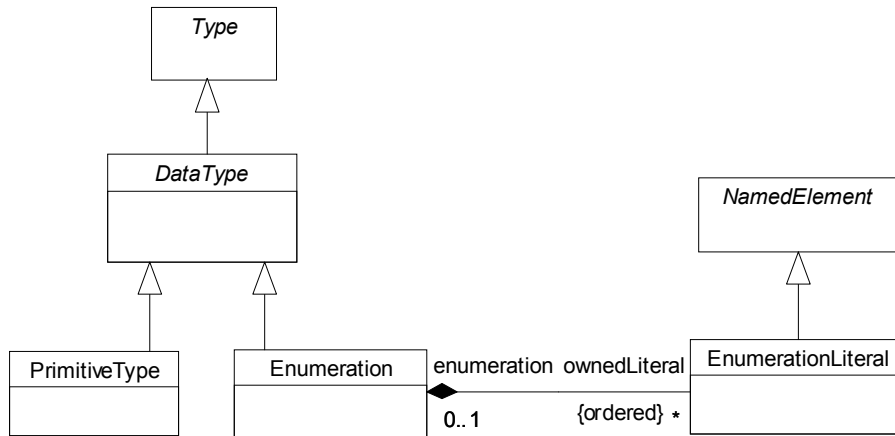 Type
DataType
NamedElement
PrimitiveType
Enumeration
enumeration
ownedLiteral
EnumerationLiteral
0..1
{ordered} *